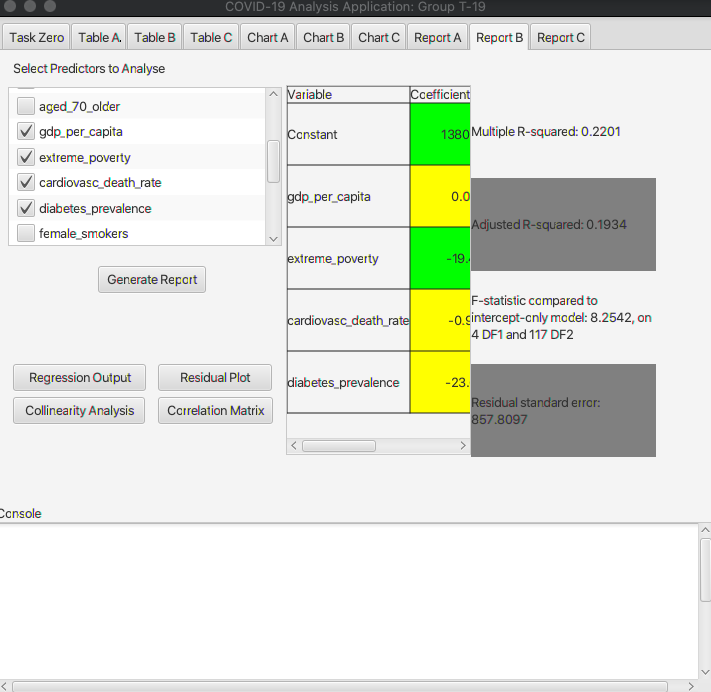 COVID-19 Analysis Application: Group T-19
Task Zero Table A. Table B Table C Chart A Chart B Chart C Report A Report B Report C
Select Predictors to Analyse
aged_70_older
gdp_per_capita
extreme_poverty
cardiovasc_death_rate
diabetes_prevalence
female_smokers
Generate Report
Regression Output Residual Plot
Collinearity Analysis Correlation Matrix
Variable Coefficient
Constant 1380
gdp_per_capita 0.0
extreme_poverty -19.
cardiovasc_death_rate -0.9
diabetes_prevalence -23.
Multiple R-squared: 0.2201
Adjusted R-squared: 0.1934
F-statistic compared to
intercept-only model: 8.2542, on
4 DF1 and 117 DF2
Residual standard error:
857.8097
Console